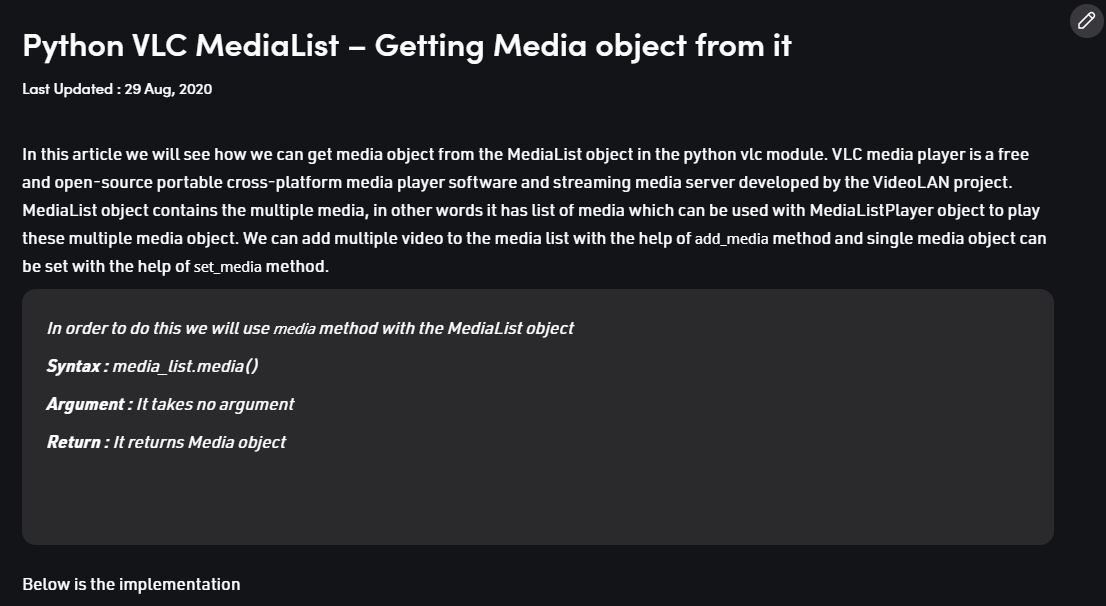 Python VLC MediaList – Getting Media object from it
Last Updated : 29 Aug, 2020
In this article we will see how we can get media object from the MediaList object in the python vlc module. VLC media player is a free
and open-source portable cross-platform media player software and streaming media server developed by the VideoLAN project.
MediaList object contains the multiple media, in other words it has list of media which can be used with MediaListPlayer object to play
these multiple media object. We can add multiple video to the media list with the help of add_media method and single media object can
be set with the help of set_media method.
In order to do this we will use media method with the MediaList object
Syntax : media_list.media()
Argument : It takes no argument
Return : It returns Media object
Below is the implementation